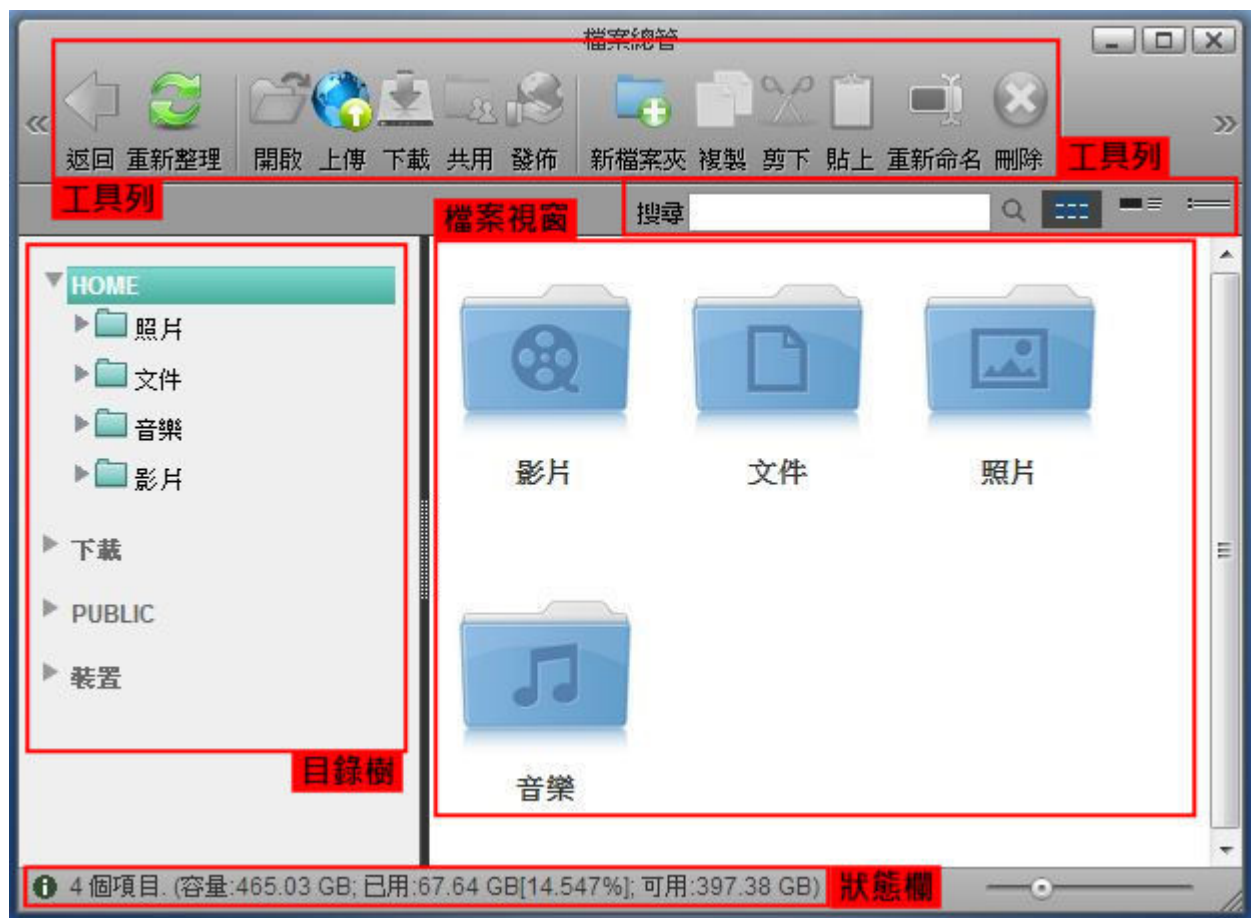 檔案總管
返回 重新整理 開啟 上傳 下載 共用 發佈 新檔案夾 複製 剪下 貼上 重新命名 刪除 工具列
工具列
檔案視窗
搜尋
HOME
照片
文件
音樂
影片
下載
PUBLIC
裝置
目錄樹
影片 文件 照片
音樂
4 個項目. (容量:465.03 GB; 已用:67.64 GB[14.547%]; 可用:397.38 GB) 狀態欄